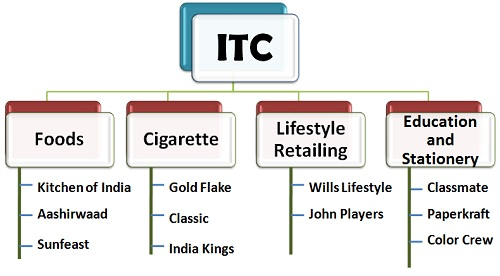 ITC
Foods
Kitchen of India
Aashirwaad
Sunfeast
Cigarette
Gold Flake
Classic
India Kings
Lifestyle
Retailing
Wills Lifestyle
John Players
Education
and
Stationery
Classmate
Paperkraft
Color Crew